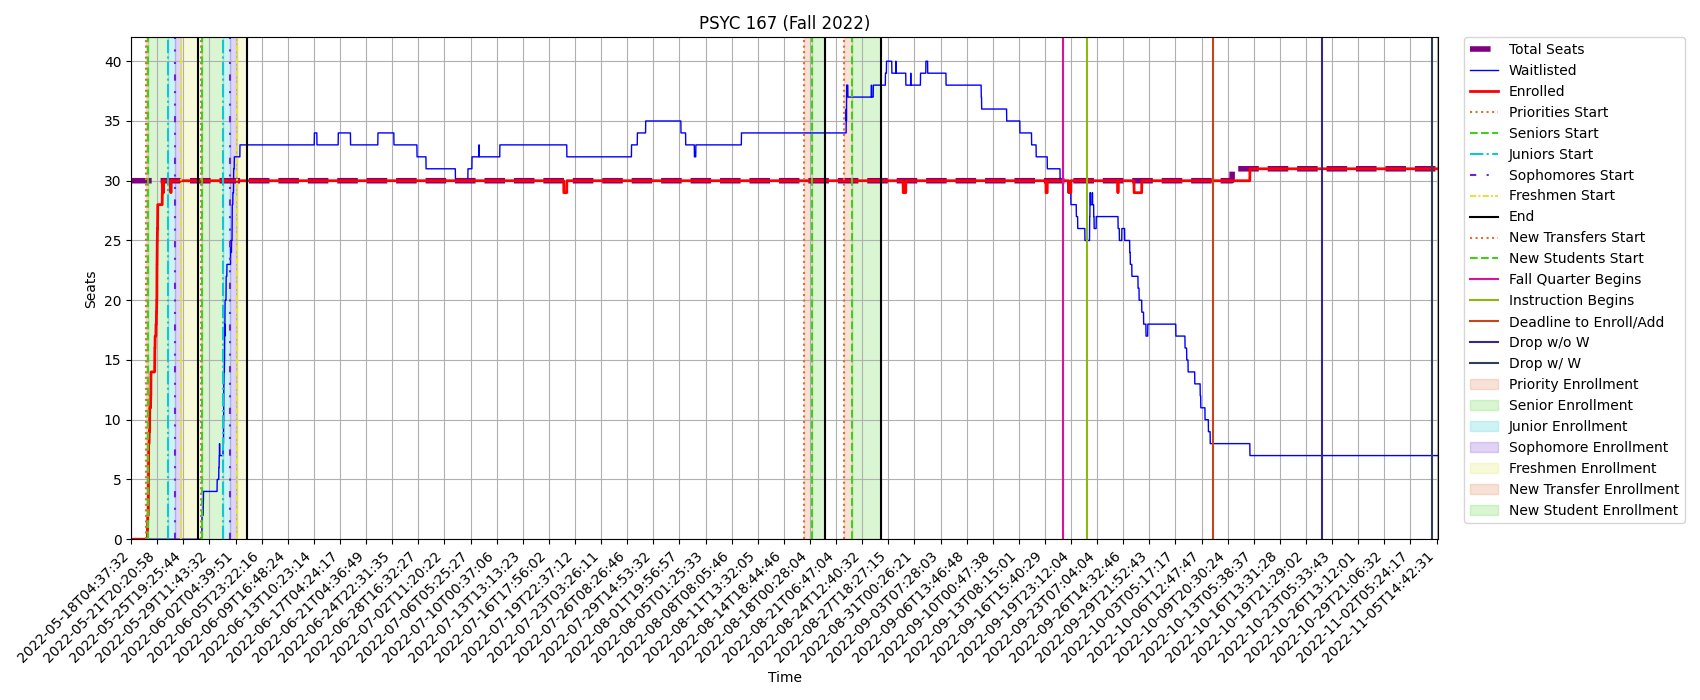 PSYC 167 (Fall 2022)
Seats
40
35
30
25
20
15
10
5
0
2022-05-18T04:37:32
2022-05-21T20:20:58
2022-05-25T19:25:44
2022-05-29T11:43:32
2022-06-02T04:39:51
2022-06-05T23:22:16
2022-06-09T16:48:24
2022-06-13T10:23:14
2022-06-17T04:24:17
2022-06-21T04:36:49
2022-06-24T22:31:35
2022-06-28T16:32:27
2022-07-02T11:20:22
2022-07-06T05:25:27
2022-07-10T00:37:06
2022-07-13T13:13:23
2022-07-16T17:56:02
2022-07-19T22:37:12
2022-07-23T03:26:11
2022-07-26T08:26:46
2022-07-29T14:53:32
2022-08-01T19:56:57
2022-08-05T01:25:33
2022-08-08T08:05:46
2022-08-11T13:32:05
2022-08-14T18:44:46
2022-08-18T00:28:04
2022-08-21T06:47:04
2022-08-24T12:40:32
2022-08-27T18:27:15
2022-08-31T00:26:21
2022-09-03T07:28:03
2022-09-06T13:46:48
2022-09-10T00:47:38
2022-09-13T08:15:01
2022-09-16T15:40:29
2022-09-19T23:12:04
2022-09-23T07:04:04
2022-09-26T14:32:46
2022-09-29T21:52:43
2022-10-03T05:17:17
2022-10-06T12:47:47
2022-10-09T20:30:24
2022-10-13T05:38:37
2022-10-16T13:31:28
2022-10-19T21:29:02
2022-10-23T05:33:43
2022-10-26T13:12:01
2022-10-29T21:06:32
2022-11-02T05:24:17
2022-11-05T14:42:31
Time
Total Seats
Waitlisted
Enrolled
Priorities Start
Seniors Start
Juniors Start
Sophomores Start
Freshmen Start
End
New Transfers Start
New Students Start
Fall Quarter Begins
Instruction Begins
Deadline to Enroll/Add
Drop w/o W
Drop w/ W
Priority Enrollment
Senior Enrollment
Junior Enrollment
Sophomore Enrollment
Freshmen Enrollment
New Transfer Enrollment
New Student Enrollment